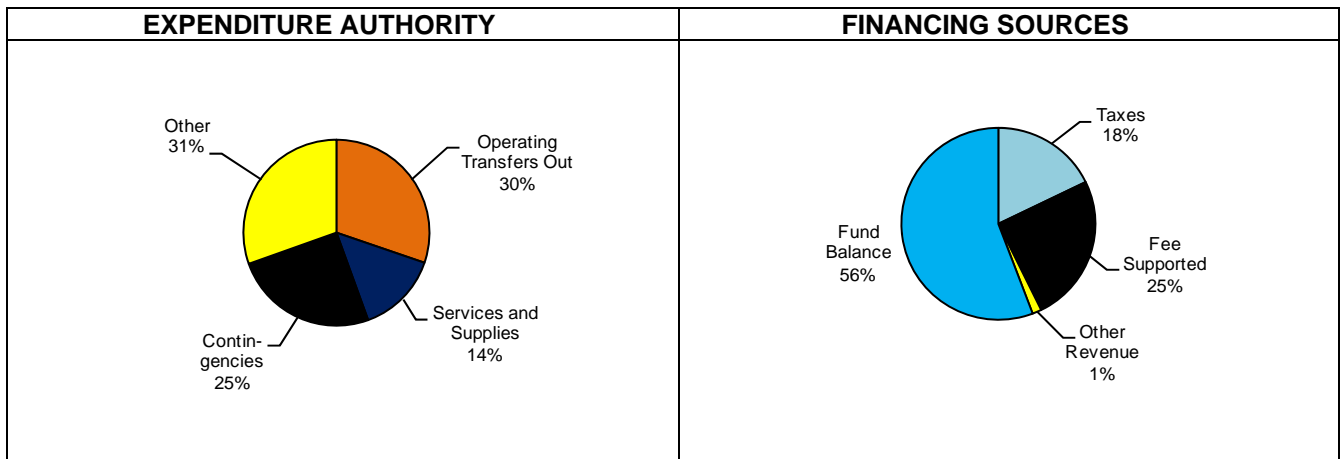 EXPENDITURE AUTHORITY
Other
31%
Operating
Transfers Out
30%
Services and
Supplies
14%
Contin-
gencies
25%
FINANCING SOURCES
Taxes
18%
Fee
Supported
25%
Other
Revenue
1%
Fund
Balance
56%